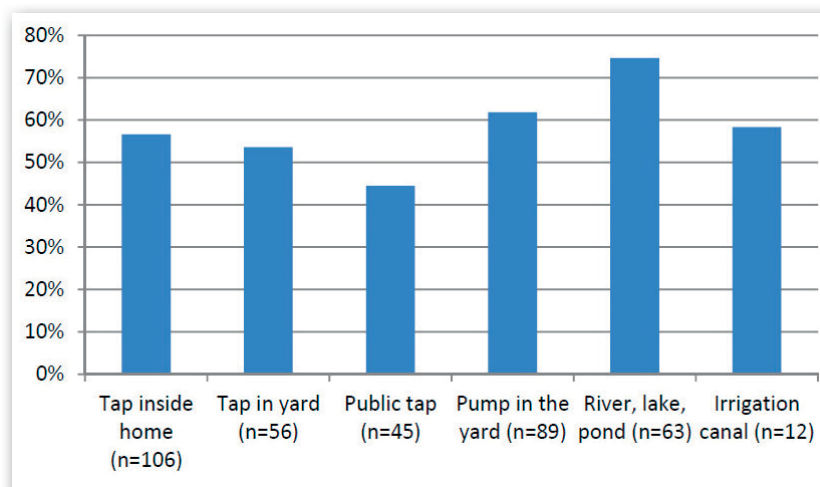 80%
70%
60%
50%
40%
30%
20%
10%
0%
Tap inside
home
(n=106)
Tap in yard
(n=56)
Public tap
(n=45)
Pump in the
yard (n=89)
River, lake,
pond (n=63)
Irrigation
canal (n=12)